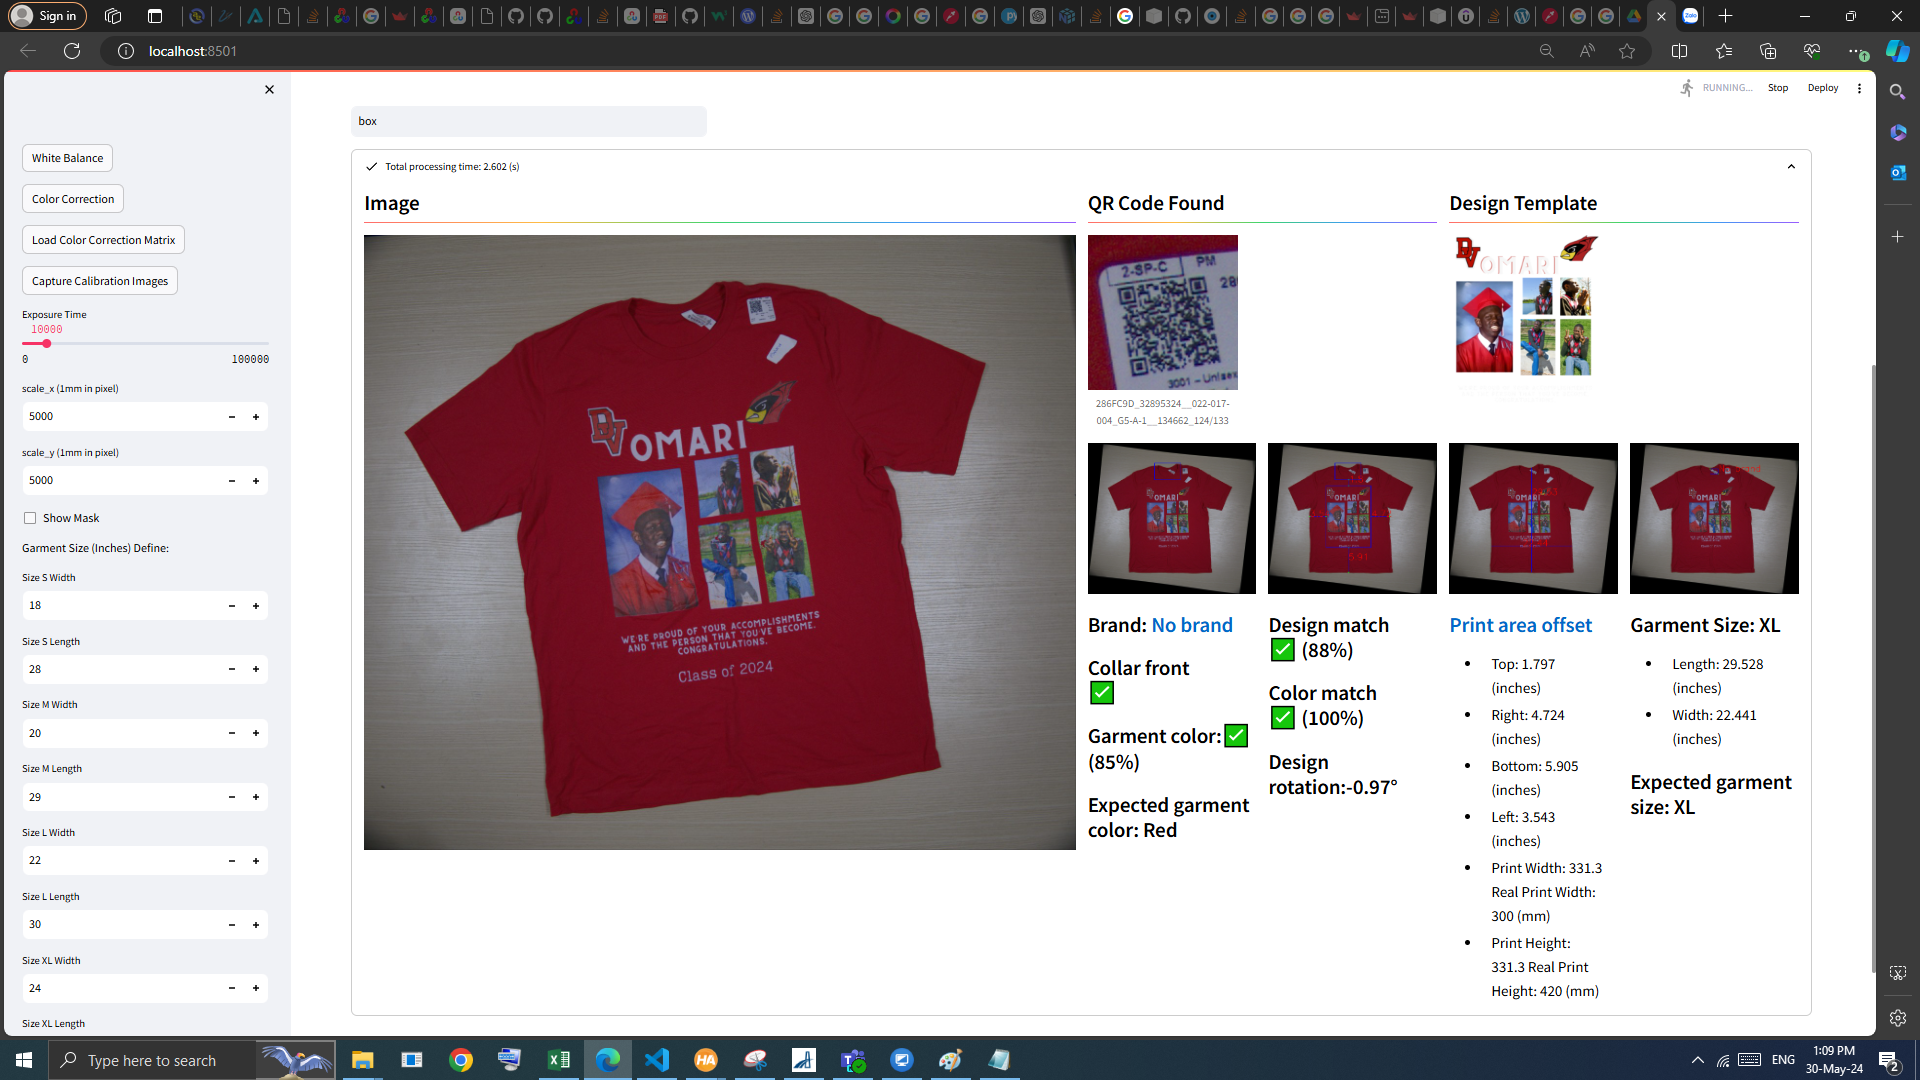 Sign in
localhost:8501
RUNNING...
Stop
Deploy
White Balance
Color Correction
Load Color Correction Matrix
Capture Calibration Images
Exposure Time
10000
0
100000
scale_x (1mm in pixel)
5000
scale_y (1mm in pixel)
5000
Show Mask
Garment Size (Inches) Define:
Size S Width
18
Size S Length
28
Size M Width
20
Size M Length
29
Size L Width
22
Size L Length
30
Size XL Width
24
Size XL Length
box
Total processing time: 2.602 (s)
Image
DV
OMARI
WE'RE PROUD OF YOUR ACCOMPLISHMENTS
AND THE PERSON THAT YOU'VE BECOME.
CONGRATULATIONS.
Class of 2024
QR Code Found
2-SP-C
PM
28
3001 - Unisex
286FC9D_32895324__022-017-
004_G5-A-1__134662_124/133
Design Template
DV
OMARI
Brand: No brand
Collar front
Garment color:
(85%)
Expected garment
color: Red
Design match
(88%)
Color match
(100%)
Design
rotation:-0.97°
Print area offset
Top: 1.797
(inches)
Right: 4.724
(inches)
Bottom: 5.905
(inches)
Left: 3.543
(inches)
Print Width: 331.3
Real Print Width:
300 (mm)
Print Height:
331.3 Real Print
Height: 420 (mm)
Garment Size: XL
Length: 29.528
(inches)
Width: 22.441
(inches)
Expected garment
size: XL
Type here to search
ENG
1:09 PM
30-May-24
2